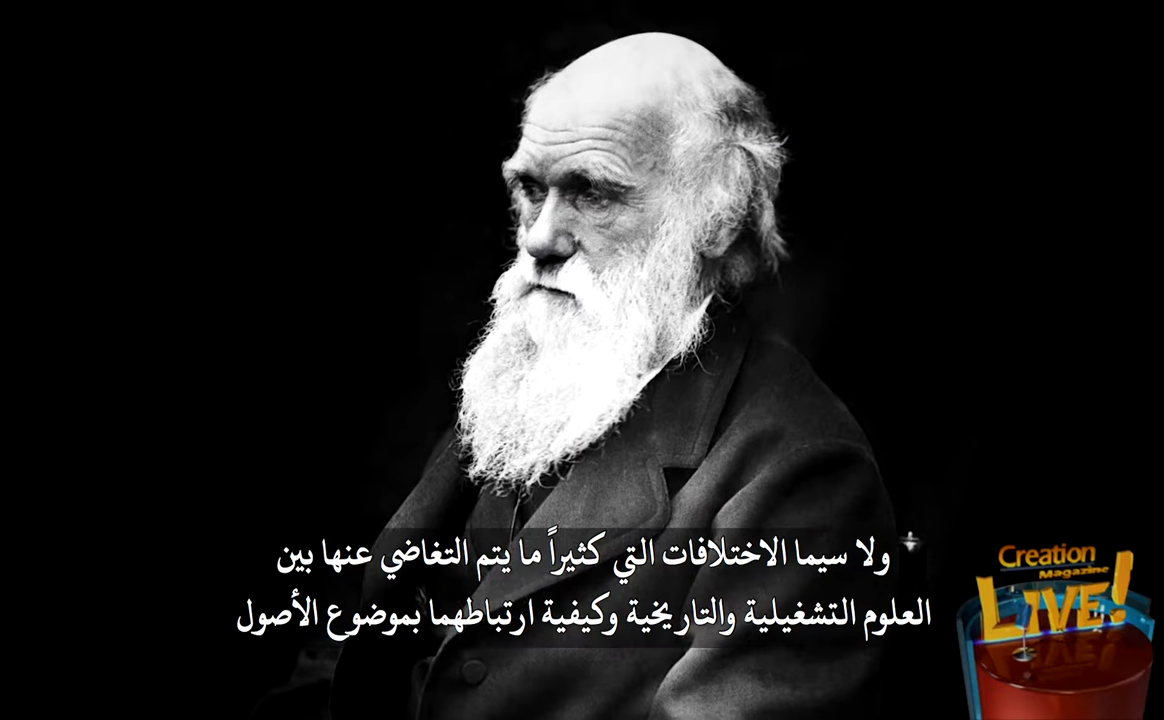 ولا سيما الاختلافات التي كثيراً ما يتم التغاضي عنها بين
العلوم التشغيلية والتاريخية وكيفية ارتباطهما بموضوع الأصول
Creation
Magazine
LIVE!